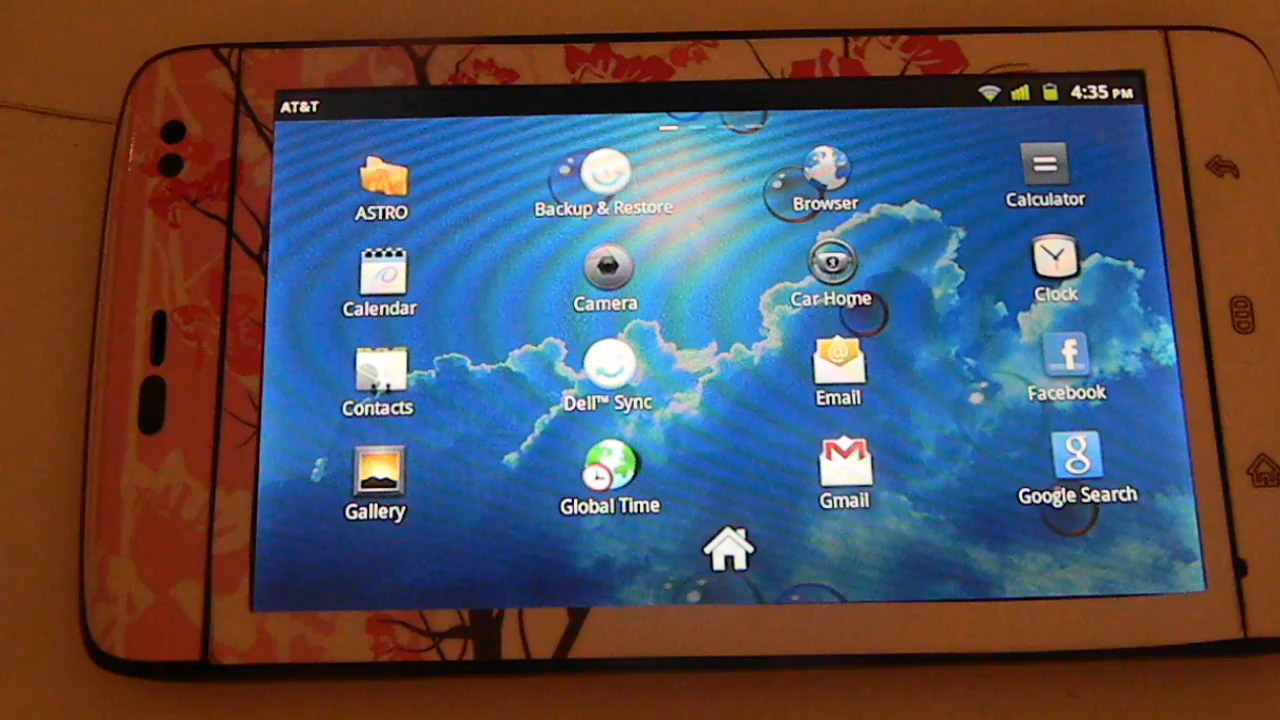 AT&T
4:35 PM
ASTRO
Backup & Restore
Browser
Calculator
Calendar
Camera
Car Home
Clock
Contacts
Dell™ Sync
Email
Facebook
Gallery
Global Time
Gmail
Google Search